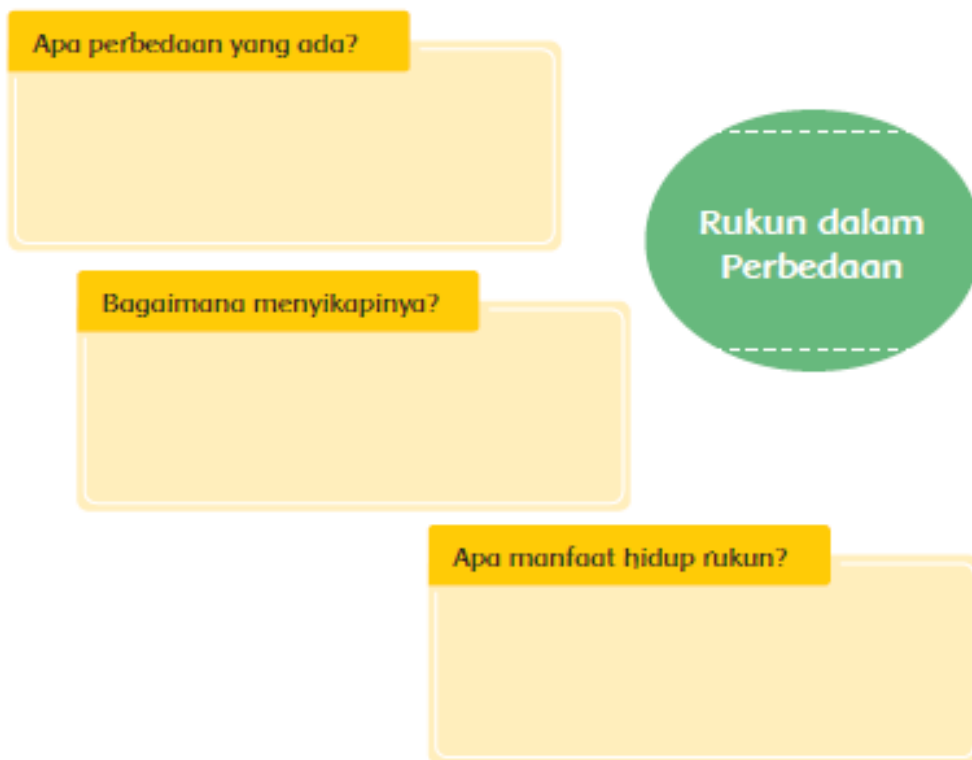 Apa perbedaan yang ada?
Rukun dalam
Perbedaan
Bagaimana menyikapinya?
Apa manfaat hidup rukun?